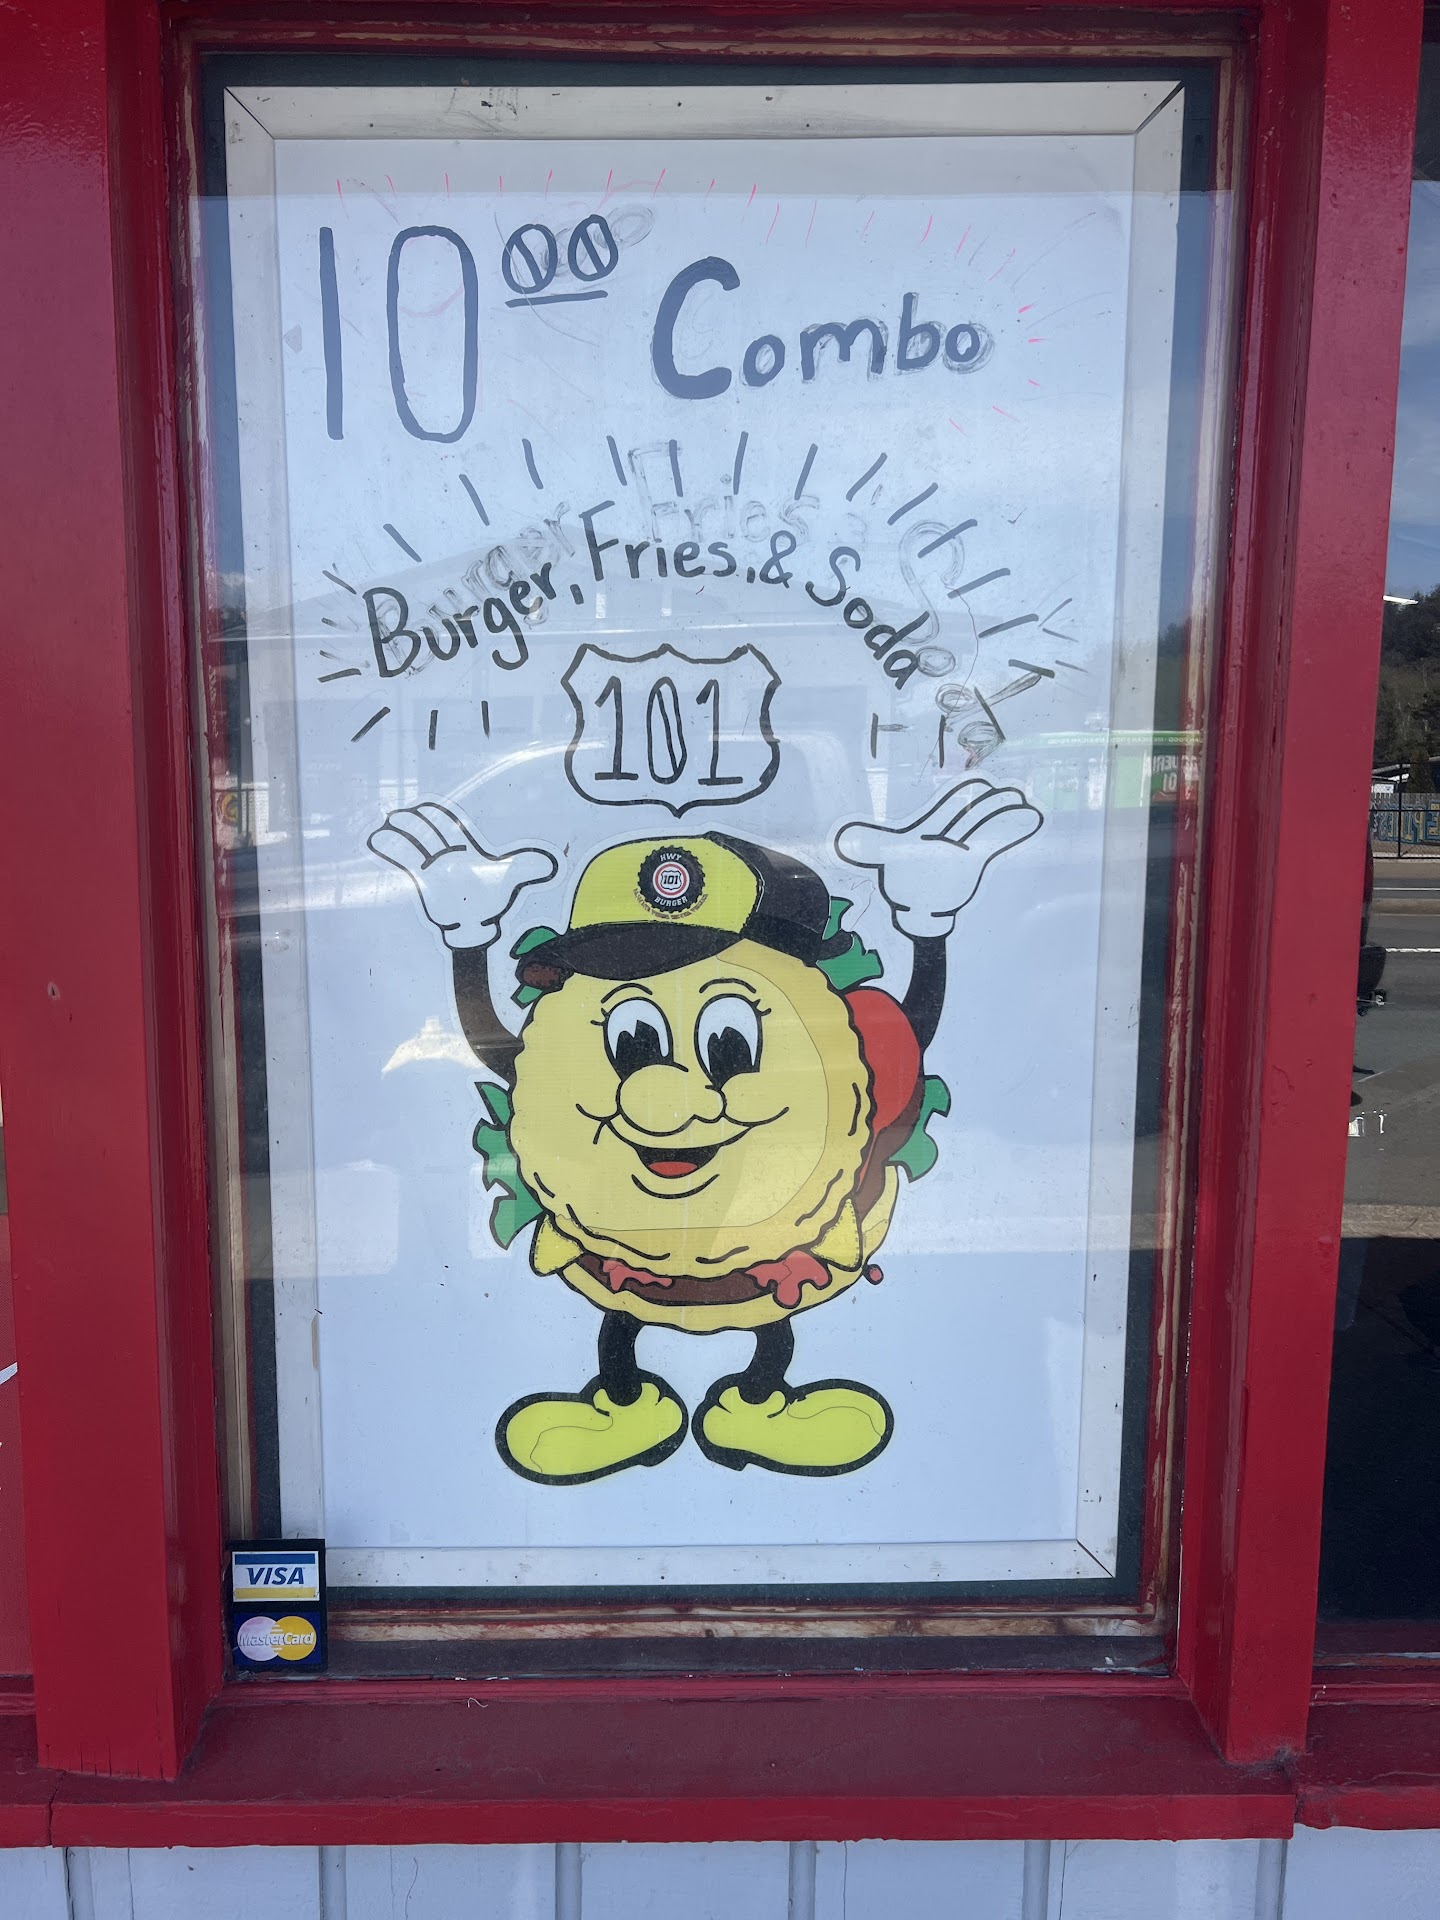 10.00 Combo
Burger, Fries, & Soda
101
HWY
101
BURGER
VISA
MasterCard